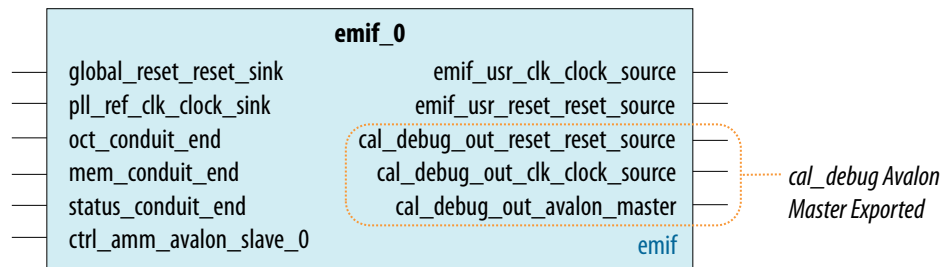 emif_0
global_reset_reset_sink
pll_ref_clk_clock_sink
oct_conduit_end
mem_conduit_end
status_conduit_end
ctrl_amm_avalon_slave_0
emif_usr_clk_clock_source
emif_usr_reset_reset_source
cal_debug_out_reset_reset_source
cal_debug_out_clk_clock_source
cal_debug_out_avalon_master
emif
cal_debug Avalon
Master Exported